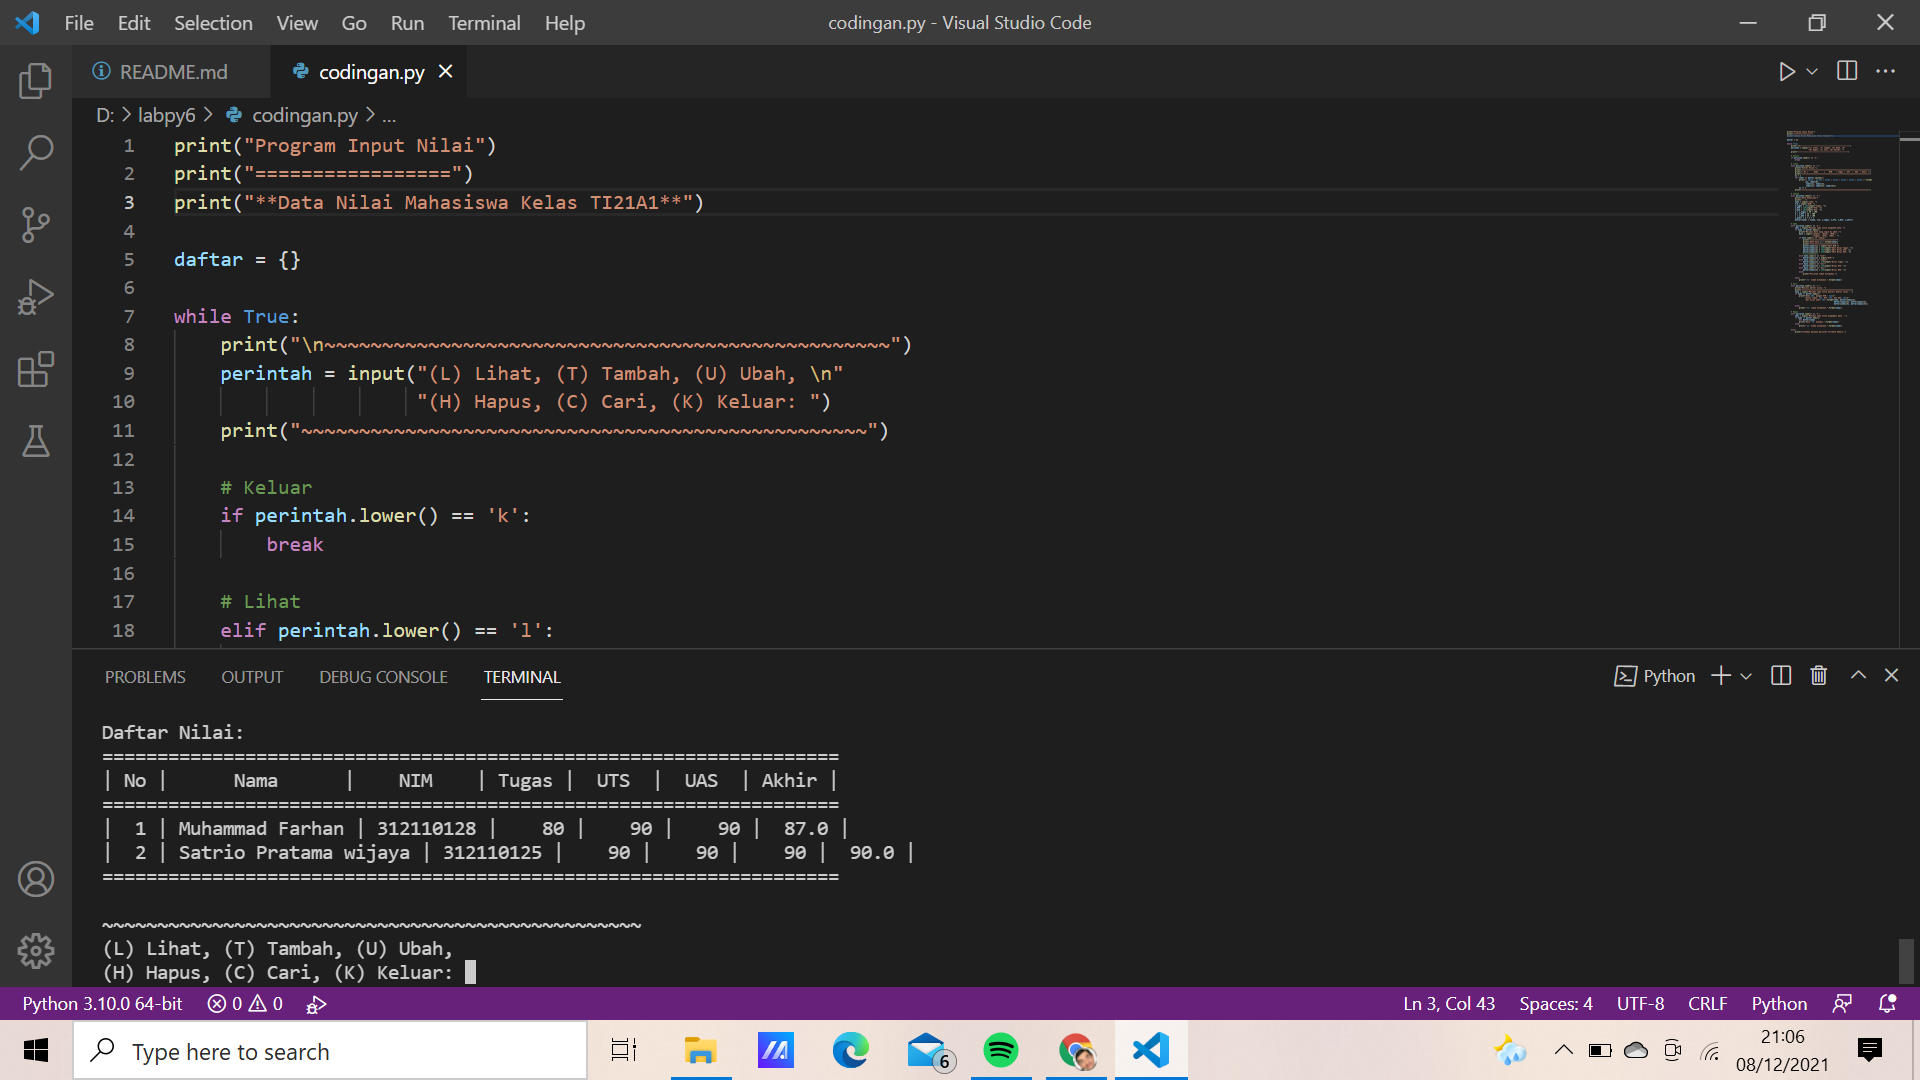 File Edit Selection View Go Run Terminal Help
codingan.py - Visual Studio Code
README.md
codingan.py
D: > labpy6 > codingan.py > ...
1 print("Program Input Nilai")
2 print("=================")
3 print("**Data Nilai Mahasiswa Kelas TI21A1**")
4
5 daftar = {}
6
7 while True:
8 print("\n~~~~~~~~~~~~~~~~~~~~~~~~~~~~~~~~~~~~~~~~~~~~~~~~~")
9 perintah = input("(L) Lihat, (T) Tambah, (U) Ubah, \n"
10 "(H) Hapus, (C) Cari, (K) Keluar: ")
11 print("~~~~~~~~~~~~~~~~~~~~~~~~~~~~~~~~~~~~~~~~~~~~~~~~~")
12
13 # Keluar
14 if perintah.lower() == 'k':
15 break
16
17 # Lihat
18 elif perintah.lower() == 'l':
PROBLEMS OUTPUT DEBUG CONSOLE TERMINAL
Python
Daftar Nilai:
===================================================================
| No |      Nama      |    NIM    | Tugas |  UTS  |  UAS  | Akhir |
===================================================================
|  1 | Muhammad Farhan | 312110128 |    80 |    90 |    90 |  87.0 |
|  2 | Satrio Pratama wijaya | 312110125 |    90 |    90 |    90 |  90.0 |
===================================================================
~~~~~~~~~~~~~~~~~~~~~~~~~~~~~~~~~~~~~~~~~~~~~~~~~
(L) Lihat, (T) Tambah, (U) Ubah,
(H) Hapus, (C) Cari, (K) Keluar:
Python 3.10.0 64-bit 0 0
Ln 3, Col 43 Spaces: 4 UTF-8 CRLF Python
Type here to search
6
21:06
08/12/2021